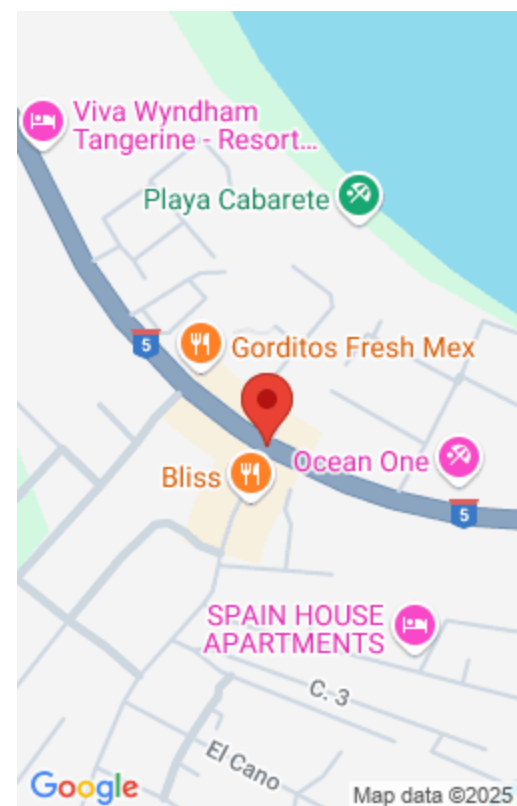 Viva Wyndham
Tangerine - Resort...
Playa Cabarete
5
Gorditos Fresh Mex
Ocean One
Bliss
5
SPAIN HOUSE
APARTMENTS
C. 3
El Cano
Google
Map data ©2025